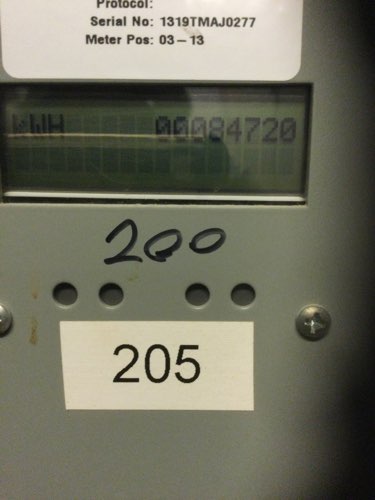 Protocol:
Serial No: 1319TMAJ0277
Meter Pos: 03-13
kWH 00084720
200
205